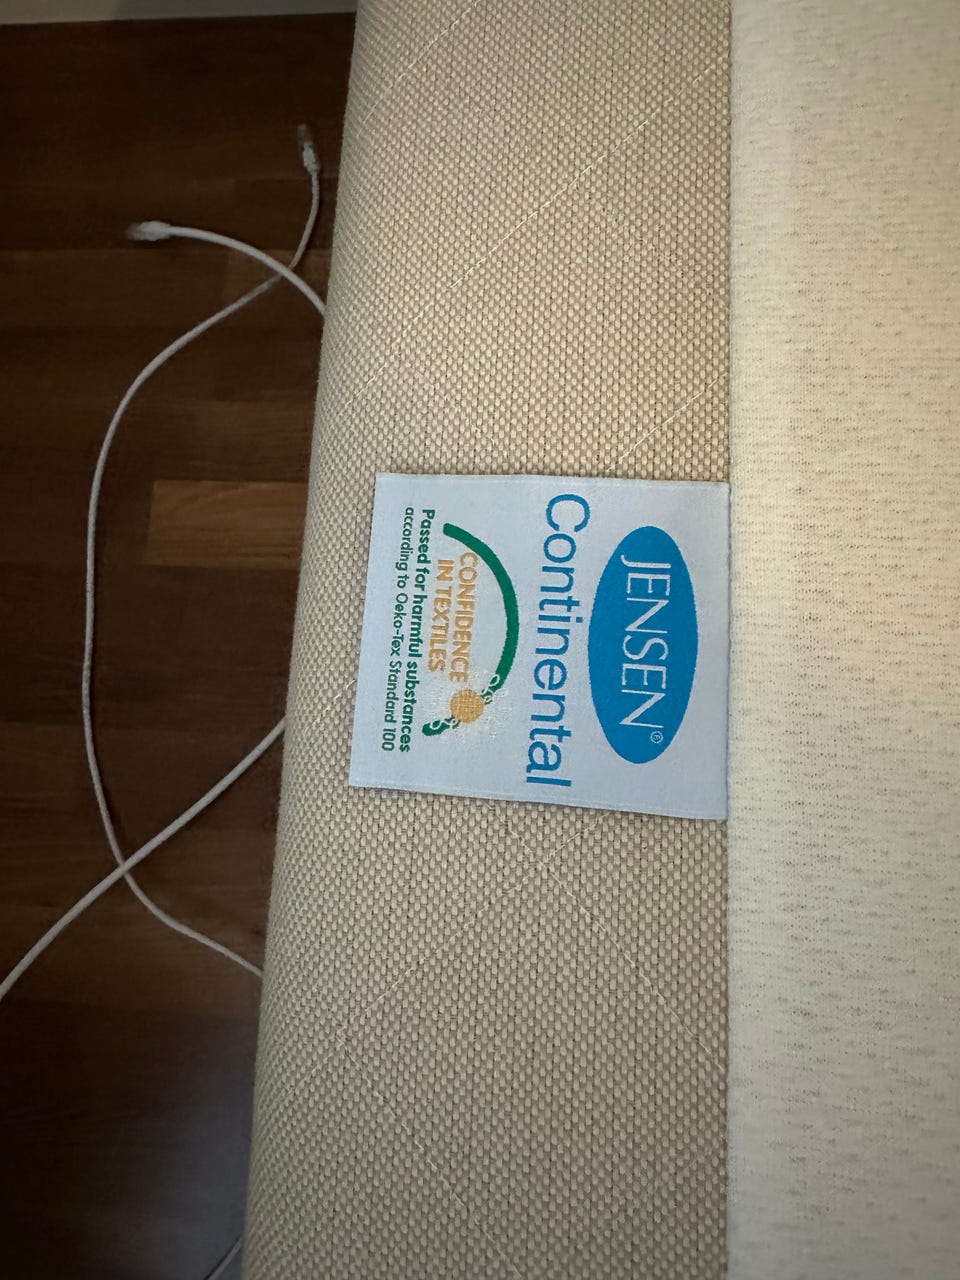 JENSEN®
Continental
CONFIDENCE
IN TEXTILES
Passed for harmful substances
according to Oeko-Tex Standard 100